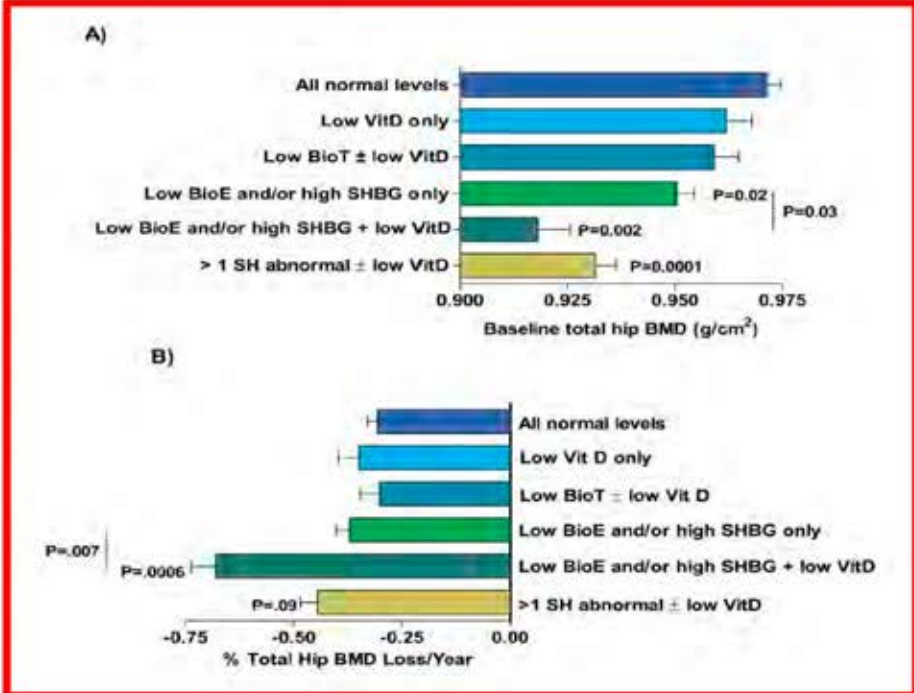 A)
All normal levels
Low VitD only
Low BioT ± low VitD
Low BioE and/or high SHBG only
P=0.02
P=0.03
Low BioE and/or high SHBG + low VitD
P=0.002
> 1 SH abnormal ± low VitD
P=0.0001
0.900 0.925 0.950 0.975
Baseline total hip BMD (g/cm²)
B)
All normal levels
Low Vit D only
Low BioT ± low Vit D
Low BioE and/or high SHBG only
P=.007
P=.0006
Low BioE and/or high SHBG + low VitD
P=.09
>1 SH abnormal ± low VitD
-0.75 -0.50 -0.25 0.00
% Total Hip BMD Loss/Year